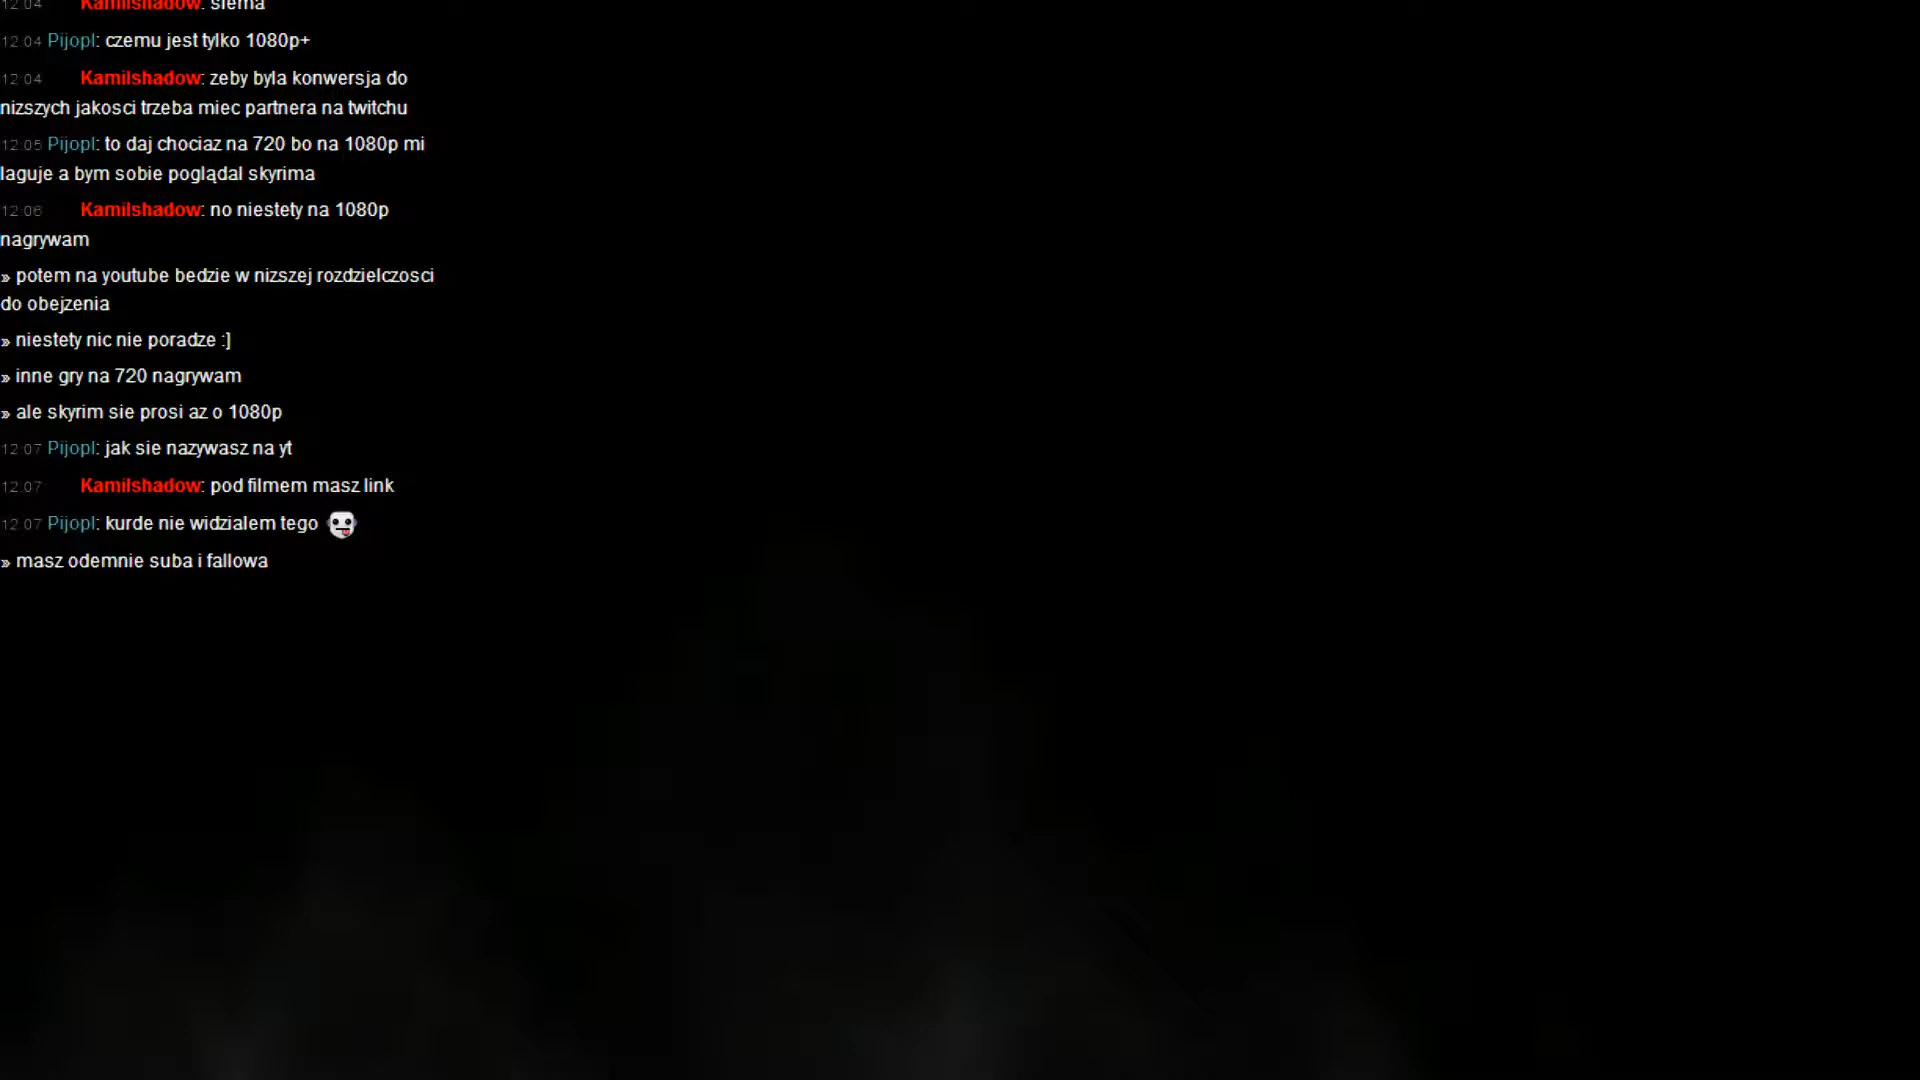 12:04 Kamilshadow: siema
12:04 Pijopl: czemu jest tylko 1080p+
12:04 Kamilshadow: zeby byla konwersja do
nizszych jakosci trzeba miec partnera na twitchu
12:05 Pijopl: to daj chociaz na 720 bo na 1080p mi
laguje a bym sobie poglądal skyrima
12:06 Kamilshadow: no niestety na 1080p
nagrywam
» potem na youtube bedzie w nizszej rozdzielczosci
do obejzenia
» niestety nic nie poradze :]
» inne gry na 720 nagrywam
» ale skyrim sie prosi az o 1080p
12:07 Pijopl: jak sie nazywasz na yt
12:07 Kamilshadow: pod filmem masz link
12:07 Pijopl: kurde nie widzialem tego
» masz odemnie suba i fallowa